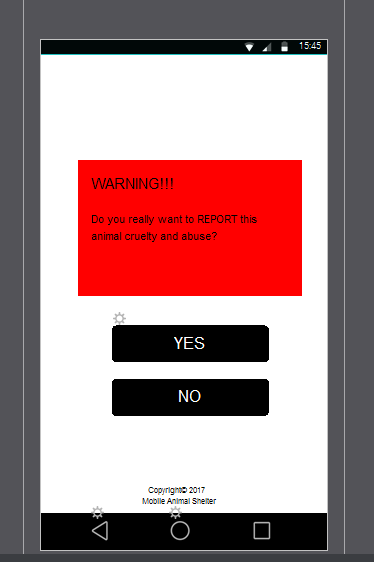 15:45
WARNING!!!
Do you really want to REPORT this
animal cruelty and abuse?
YES
NO
Copyright© 2017
Mobile Animal Shelter